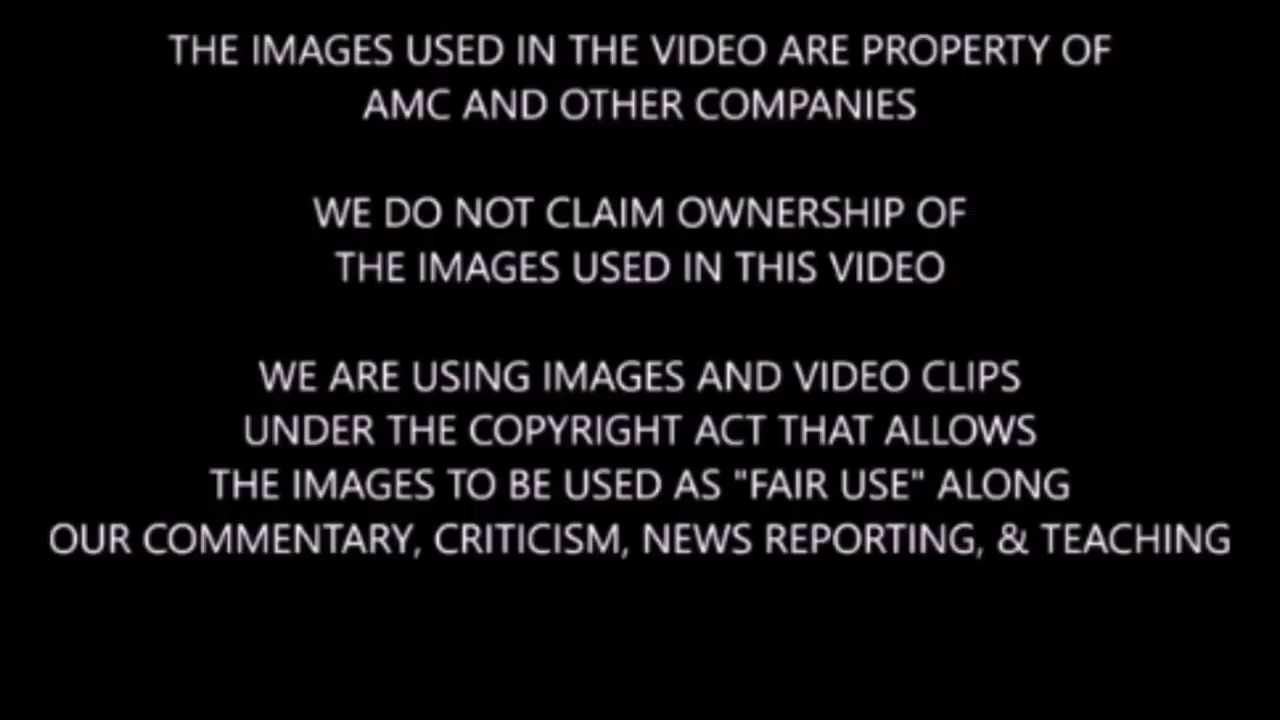 THE IMAGES USED IN THE VIDEO ARE PROPERTY OF
AMC AND OTHER COMPANIES
WE DO NOT CLAIM OWNERSHIP OF
THE IMAGES USED IN THIS VIDEO
WE ARE USING IMAGES AND VIDEO CLIPS
UNDER THE COPYRIGHT ACT THAT ALLOWS
THE IMAGES TO BE USED AS "FAIR USE" ALONG
OUR COMMENTARY, CRITICISM, NEWS REPORTING, & TEACHING